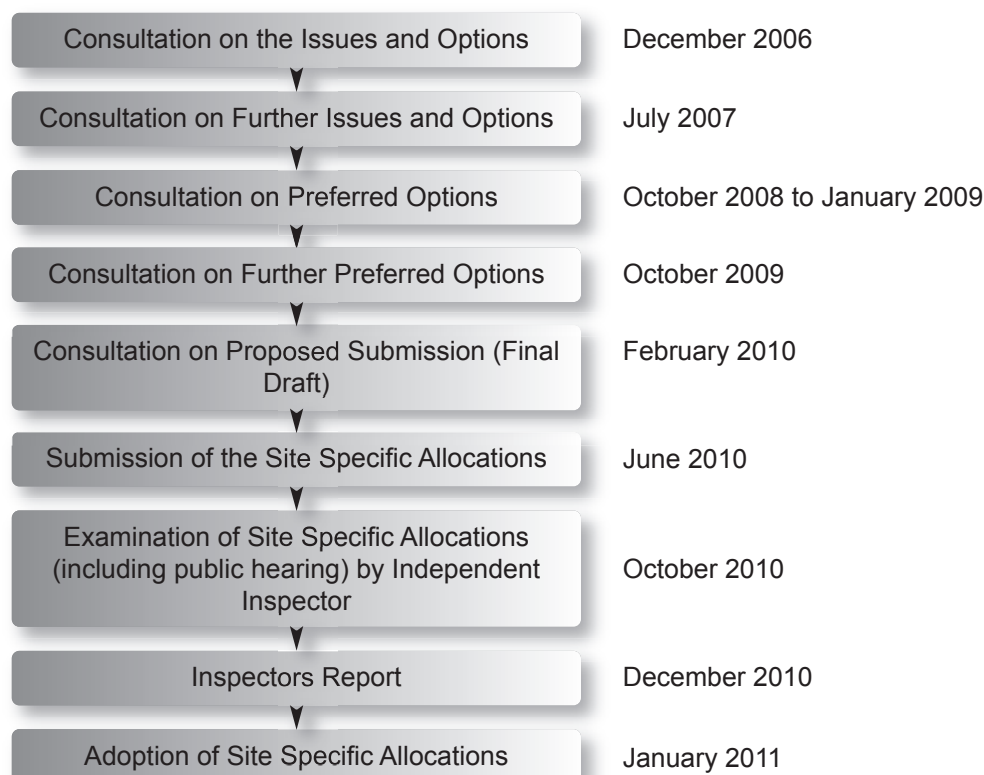 Consultation on the Issues and Options
December 2006
Consultation on Further Issues and Options
July 2007
Consultation on Preferred Options
October 2008 to January 2009
Consultation on Further Preferred Options
October 2009
Consultation on Proposed Submission (Final
Draft)
February 2010
Submission of the Site Specific Allocations
June 2010
Examination of Site Specific Allocations
(including public hearing) by Independent
Inspector
October 2010
Inspectors Report
December 2010
Adoption of Site Specific Allocations
January 2011